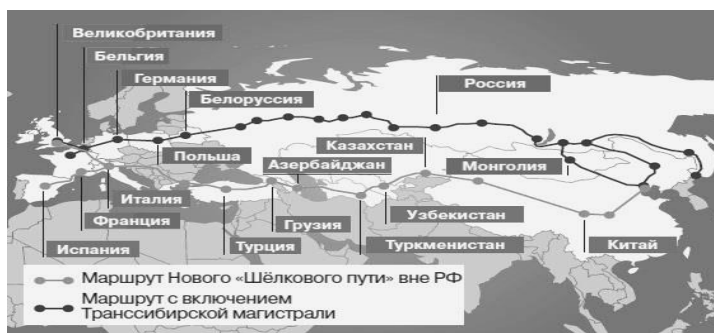 Великобритания
Бельгия
Германия
Белоруссия
Россия
Польша
Казахстан
Азербайджан
Монголия
Италия
Франция
Испания
Турция
Грузия
Узбекистан
Туркменистан
Китай
Маршрут Нового «Шёлкового пути» вне РФ
Маршрут с включением
Транссибирской магистрали